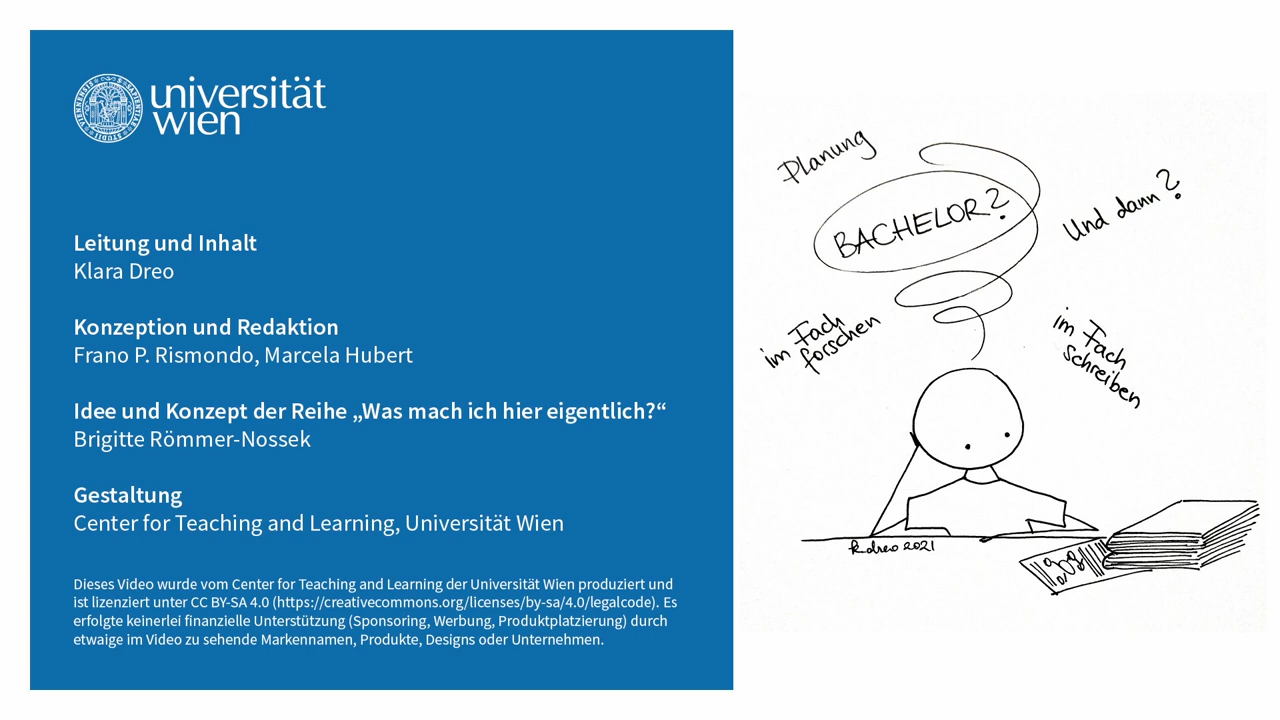 universität
wien
Leitung und Inhalt
Klara Dreo
Konzeption und Redaktion
Frano P. Rismondo, Marcela Hubert
Idee und Konzept der Reihe „Was mach ich hier eigentlich?“
Brigitte Römmer-Nossek
Gestaltung
Center for Teaching and Learning, Universität Wien
Dieses Video wurde vom Center for Teaching and Learning der Universität Wien produziert und
ist lizenziert unter CC BY-SA 4.0 (https://creativecommons.org/licenses/by-sa/4.0/legalcode). Es
erfolgte keinerlei finanzielle Unterstützung (Sponsoring, Werbung, Produktplatzierung) durch
etwaige im Video zu sehende Markennamen, Produkte, Designs oder Unternehmen.
Planung
BACHELOR?
Und dann?
im Fach
forschen
im Fach
schreiben
k.dreo 2021